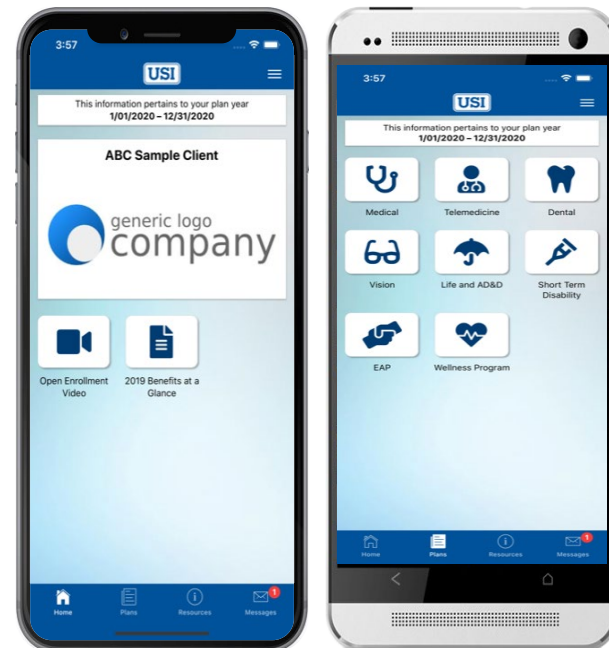 3:57
USI
This information pertains to your plan year
1/01/2020 – 12/31/2020
ABC Sample Client
generic logo
company
Open Enrollment
Video
2019 Benefits at a
Glance
Home
Plans
Resources
Messages
1
3:57
USI
This information pertains to your plan year
1/01/2020 – 12/31/2020
Medical
Telemedicine
Dental
Vision
Life and AD&D
Short Term
Disability
EAP
Wellness Program
Home
Plans
Resources
Messages
1